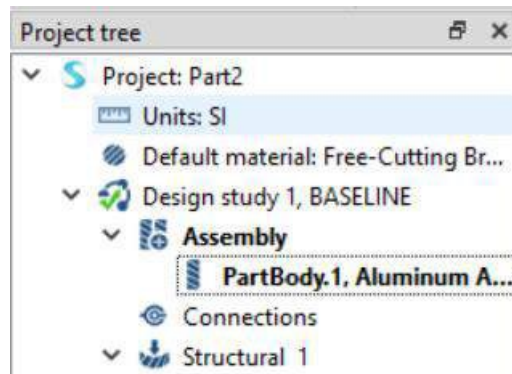 Project tree
Project: Part2
Units: SI
Default material: Free-Cutting Br...
Design study 1, BASELINE
Assembly
PartBody.1, Aluminum A...
Connections
Structural 1